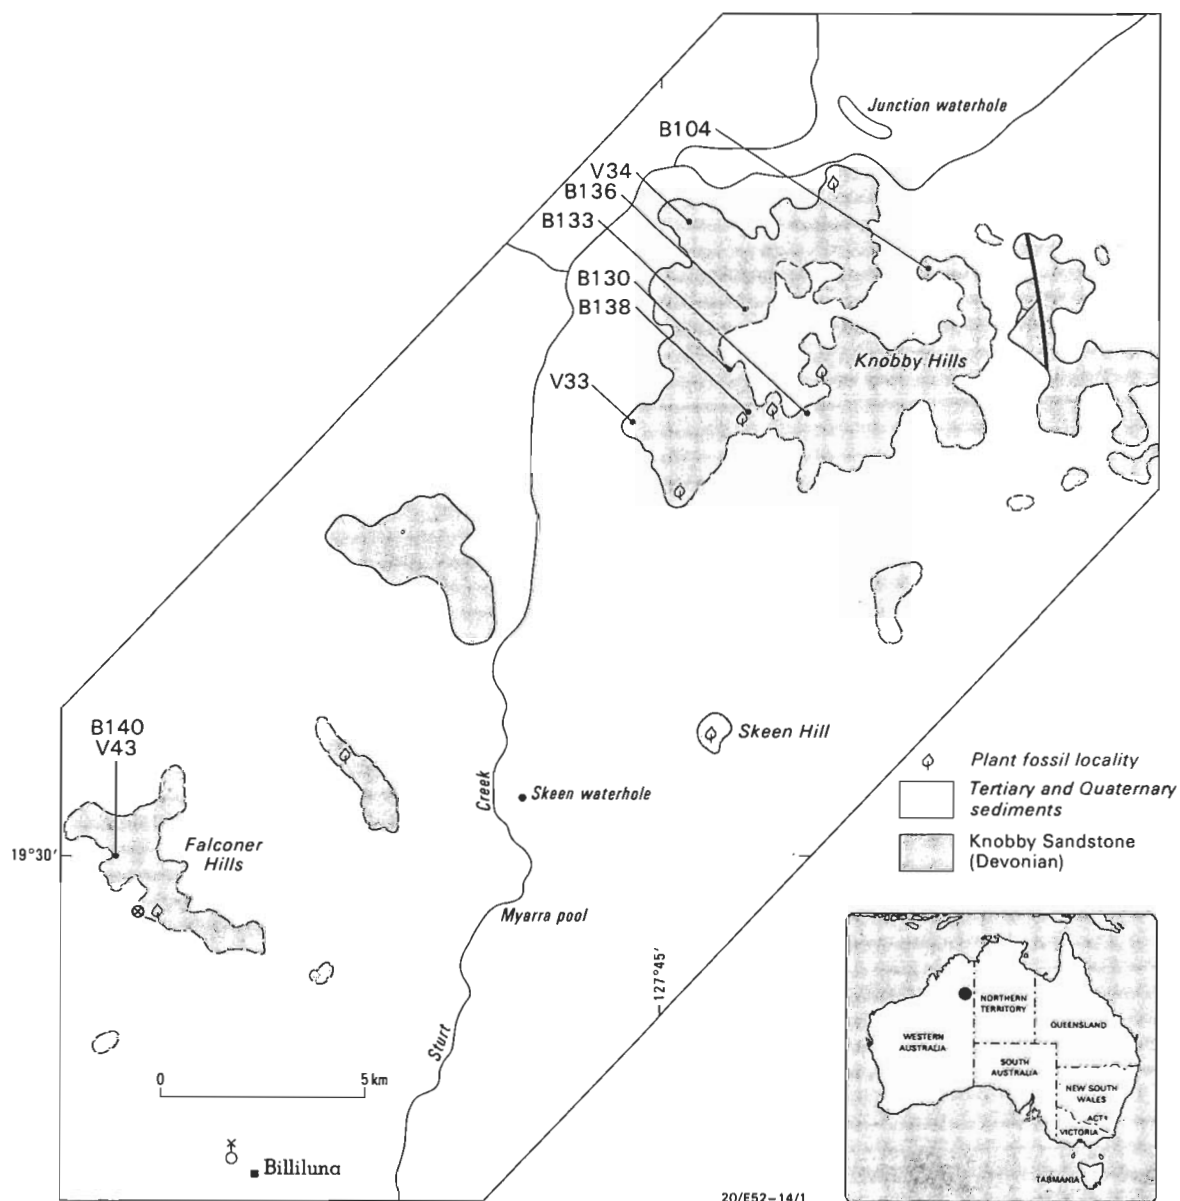 Junction waterhole
B104
V34
B136
B133
B130
B138
V33
Knobby Hills
B140
V43
Skeen Hill
Creek
Skeen waterhole
Falconer
Hills
19°30'
Myarra pool
127°45'
Sturt
0 5 km
Billiluna
Plant fossil locality
Tertiary and Quaternary
sediments
Knobby Sandstone
(Devonian)
NORTHERN
TERRITORY
QUEENSLAND
WESTERN
AUSTRALIA
SOUTH
AUSTRALIA
NEW SOUTH
WALES
ACT
VICTORIA
TASMANIA
20/E52-14/1